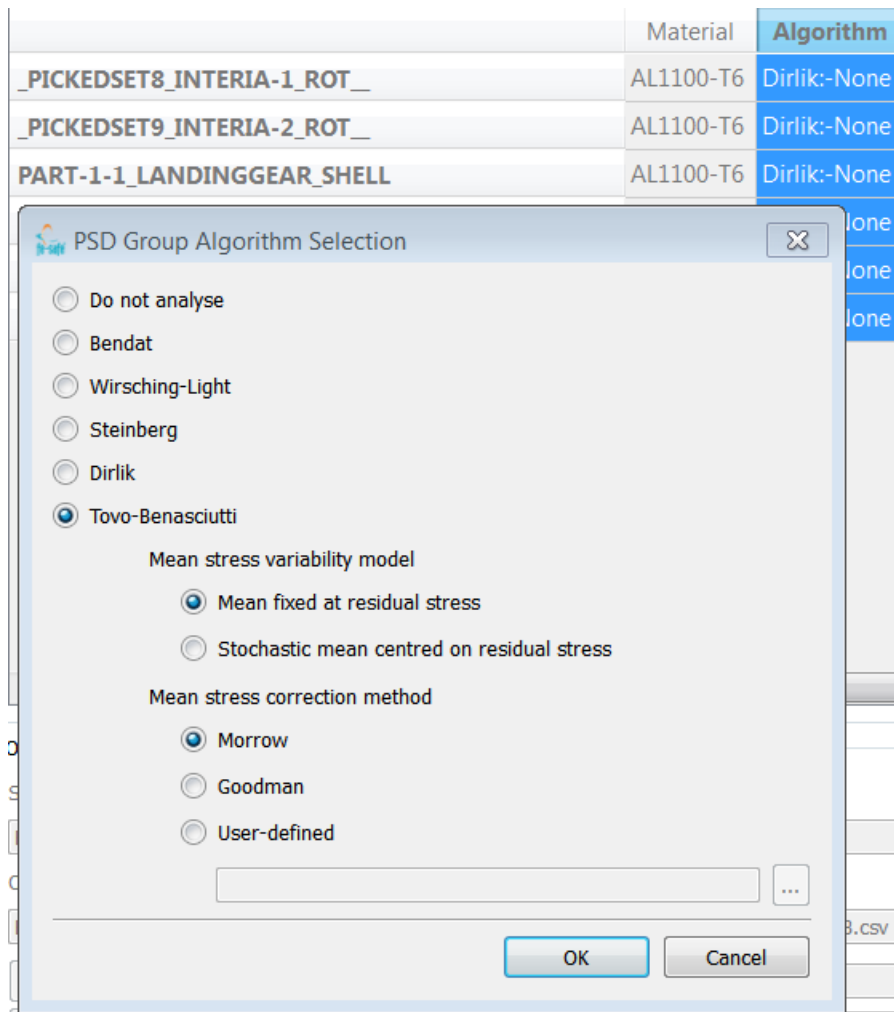 Material Algorithm
_PICKEDSET8_INTERIA-1_ROT__ AL1100-T6 Dirlik:-None
_PICKEDSET9_INTERIA-2_ROT__ AL1100-T6 Dirlik:-None
PART-1-1_LANDINGGEAR_SHELL AL1100-T6 Dirlik:-None
PSD Group Algorithm Selection
Do not analyse
Bendat
Wirsching-Light
Steinberg
Dirlik
Tovo-Benasciutti
Mean stress variability model
Mean fixed at residual stress
Stochastic mean centred on residual stress
Mean stress correction method
Morrow
Goodman
User-defined
...
3.csv
OK Cancel